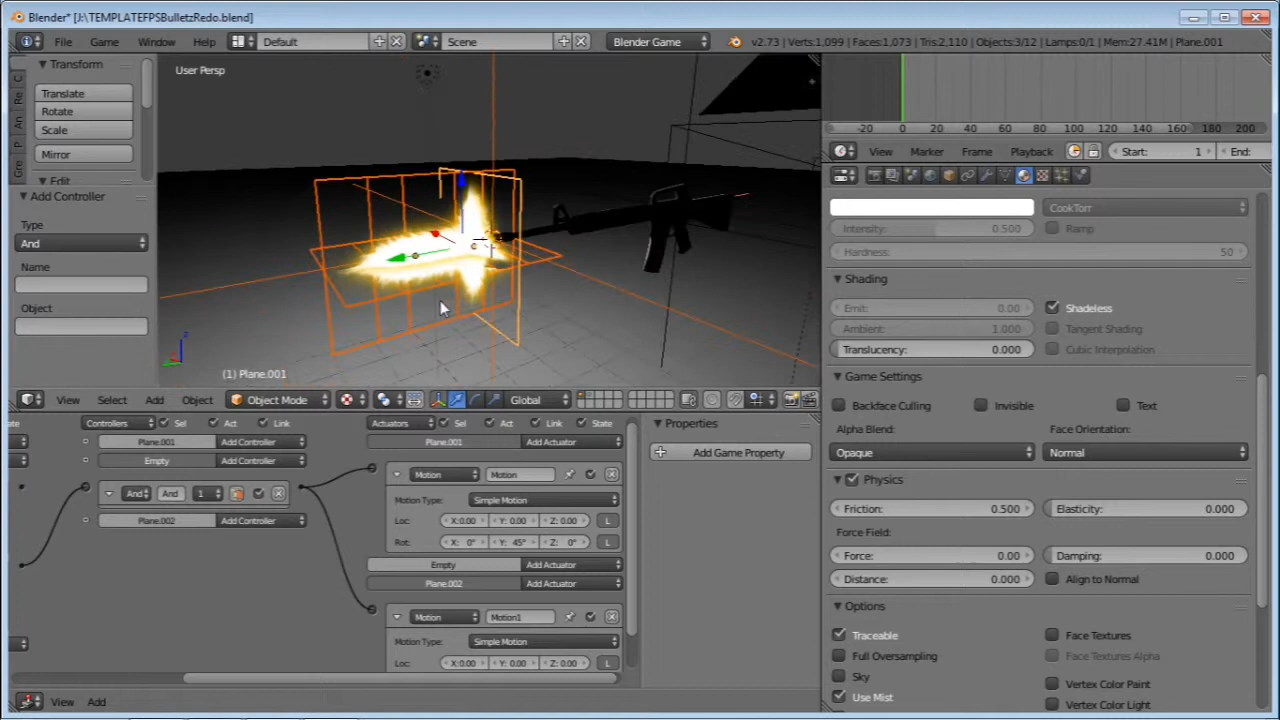 Blender* [J:\TEMPLATEFPSBulletzRedo.blend]
File Game Window Help Default Scene Blender Game v2.73 | Verts:1,099 | Faces:1,073 | Tris:2,110 | Objects:3/12 | Lamps:0/1 | Mem:27.41M | Plane.001
Transform
Translate
Rotate
Scale
Mirror
Edit
Add Controller
Type
And
Name
Object
C
Re
An
P
Gre
User Persp
(1) Plane.001
z
View Select Add Object Object Mode Global
-20 0 20 40 60 80 100 120 140 160 180 200
View Marker Frame Playback Start: 1 End:
CookTorr
Intensity: 0.500 Ramp
Hardness: 50
Shading
Emit: 0.00 Shadeless
Ambient: 1.000 Tangent Shading
Translucency: 0.000 Cubic Interpolation
Game Settings
Backface Culling Invisible Text
Alpha Blend: Face Orientation:
Opaque Normal
Physics
Friction: 0.500 Elasticity: 0.000
Force Field:
Force: 0.00 Damping: 0.000
Distance: 0.000 Align to Normal
Options
Traceable Face Textures
Full Oversampling Face Textures Alpha
Sky Vertex Color Paint
Use Mist Vertex Color Light
Controllers Sel Act Link
Plane.001 Add Controller
Empty Add Controller
And And 1
Plane.002 Add Controller
Actuators Sel Act Link State
Plane.001 Add Actuator
Motion Motion
Motion Type: Simple Motion
Loc: X:0.00 Y: 0.00 Z: 0.00 L
Rot: X: 0° Y: 45° Z: 0° L
Empty Add Actuator
Plane.002 Add Actuator
Motion Motion1
Motion Type: Simple Motion
Loc: X:0.00 Y: 0.00 Z: 0.00 L
Properties
Add Game Property
View Add